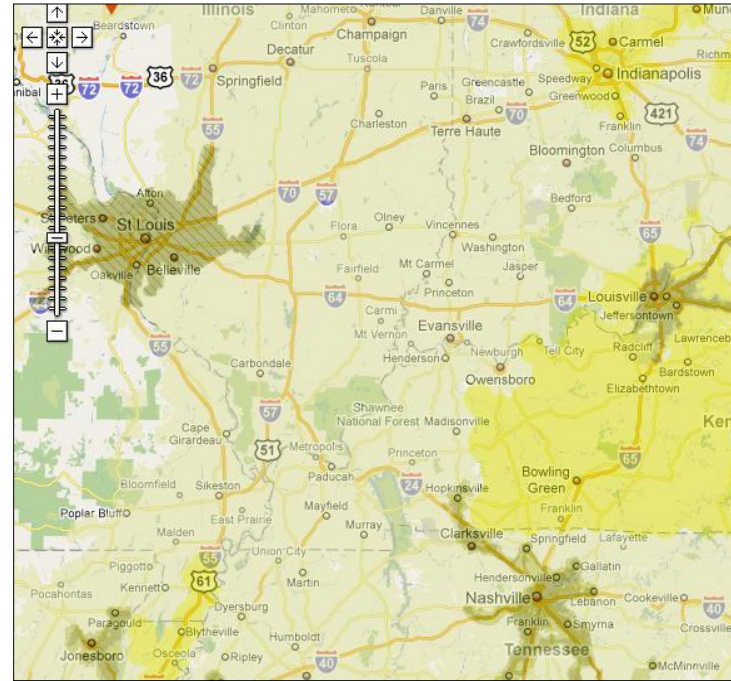 Illinois
Mahomet
Danville
Indiana
Clinton
Champaign
74
Beardstown
52
Carmel
Decatur
Crawfordsville
Tuscola
Speedway
Indianapolis
36
72
Springfield
72
72
Paris
Greencastle
Greenwood
Brazil
70
421
Charleston
Terre Haute
Franklin
55
Bloomington
Columbus
74
Alton
70
57
Bedford
St Louis
Olney
Flora
Vincennes
65
Washington
Oakville
Belleville
Fairfield
Mt Carmel
Jasper
Princeton
64
64
Louisville
Carmi
Jeffersontown
Evansville
55
Mt Vernon
Henderson
Newburgh
Tell City
Radcliff
Carbondale
Owensboro
Bardstown
Elizabethtown
57
Shawnee
National Forest
Madisonville
Cape
Girardeau
51
Metropolis
Princeton
65
Paducah
Bowling
Green
24
Bloomfield
Sikeston
Hopkinsville
Mayfield
Poplar Bluff
East Prairie
Franklin
Murray
Malden
Clarksville
Springfield
Lafayette
55
Union City
Piggott
Gallatin
61
Martin
Hendersonville
Pocahontas
Kennett
Nashville
Lebanon
Cookeville
Dyersburg
40
Paragould
Blytheville
Humboldt
Franklin
Smyrna
Crossville
Jonesboro
Osceola
Ripley
40
Tennessee
McMinnville